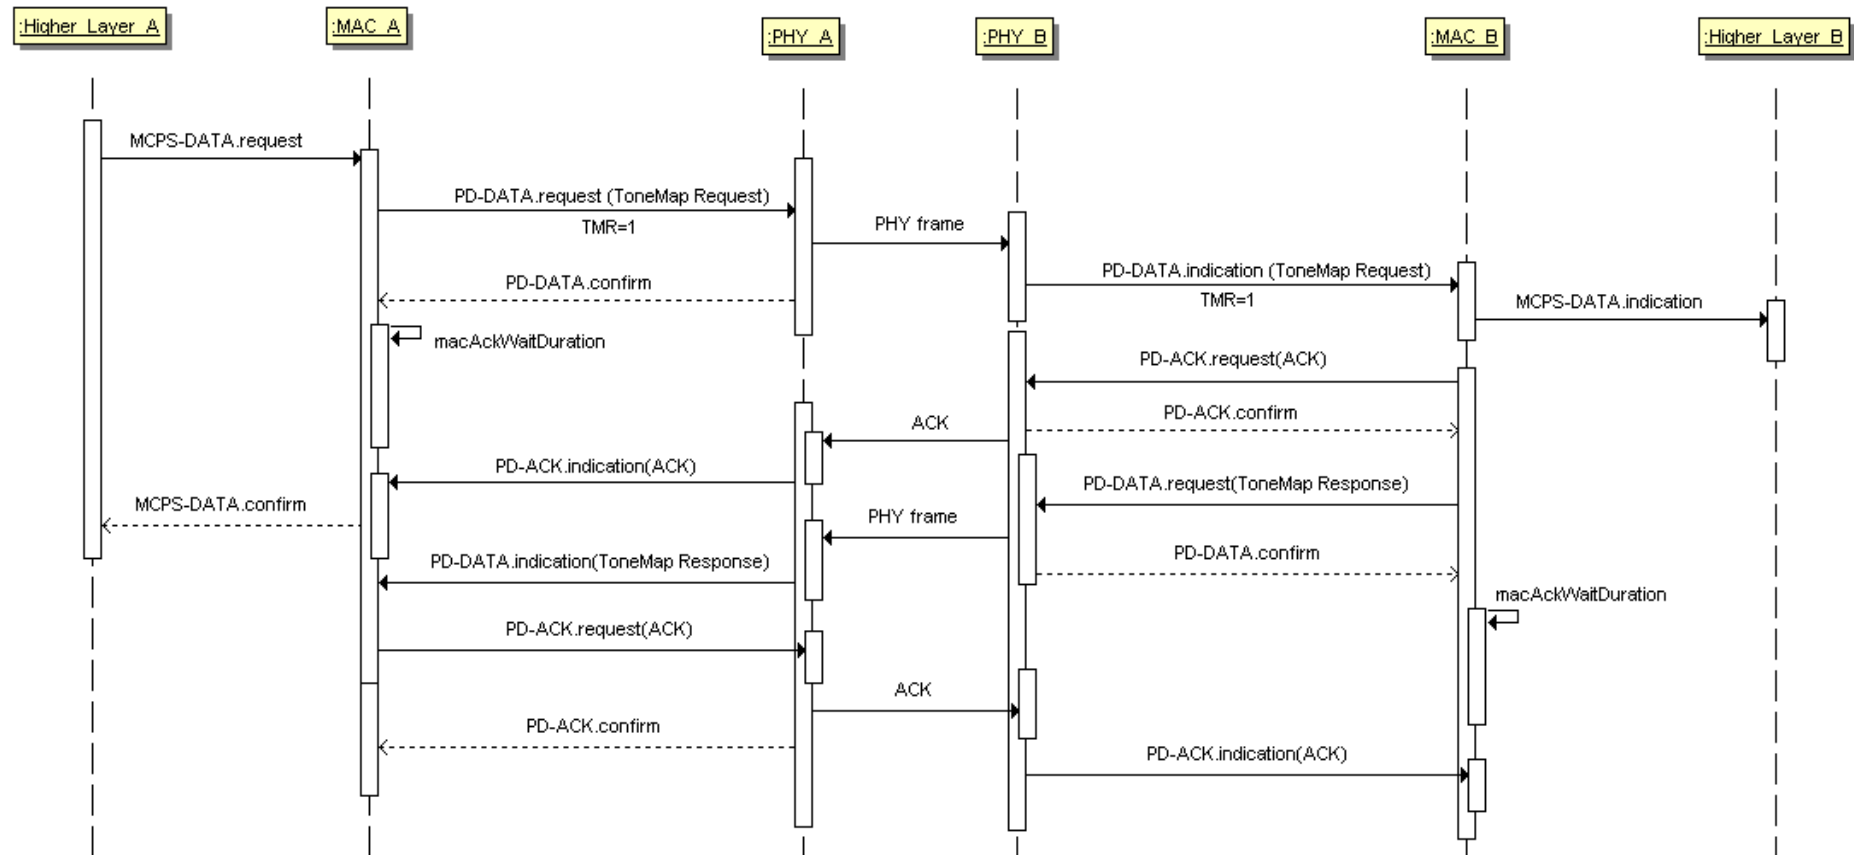 :Higher_Layer_A
:MAC_A
:PHY_A
:PHY_B
:MAC_B
:Higher_Layer_B
MCPS-DATA.request
PD-DATA.request (ToneMap Request)
TMR=1
PHY frame
PD-DATA.indication (ToneMap Request)
TMR=1
PD-DATA.confirm
MCPS-DATA.indication
macAckWaitDuration
PD-ACK.request(ACK)
PD-ACK.confirm
ACK
PD-ACK.indication(ACK)
PD-DATA.request(ToneMap Response)
MCPS-DATA.confirm
PHY frame
PD-DATA.confirm
PD-DATA.indication(ToneMap Response)
macAckWaitDuration
PD-ACK.request(ACK)
ACK
PD-ACK.confirm
PD-ACK.indication(ACK)